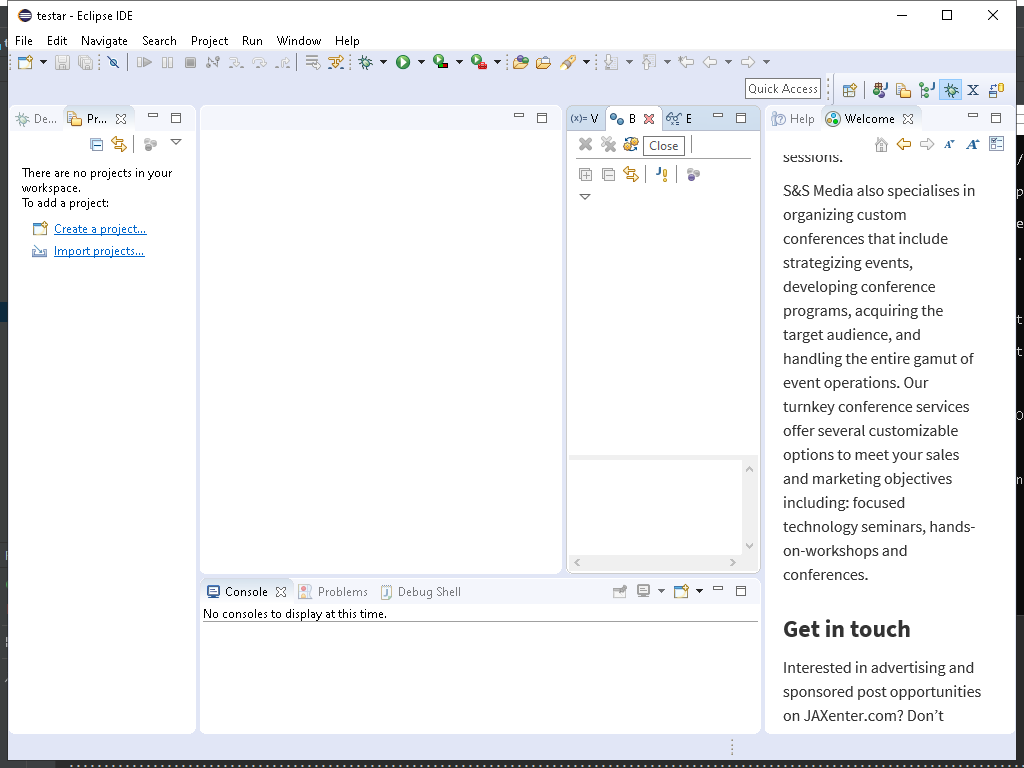 testar - Eclipse IDE
File Edit Navigate Search Project Run Window Help
Quick Access
De... Pr...
(x)= V B E
Help Welcome
Close
There are no projects in your
workspace.
To add a project:
Create a project...
Import projects...
sessions.
S&S Media also specialises in
organizing custom
conferences that include
strategizing events,
developing conference
programs, acquiring the
target audience, and
handling the entire gamut of
event operations. Our
turnkey conference services
offer several customizable
options to meet your sales
and marketing objectives
including: focused
technology seminars, hands-
on-workshops and
conferences.
Get in touch
Interested in advertising and
sponsored post opportunities
on JAXenter.com? Don’t
Console Problems Debug Shell
No consoles to display at this time.